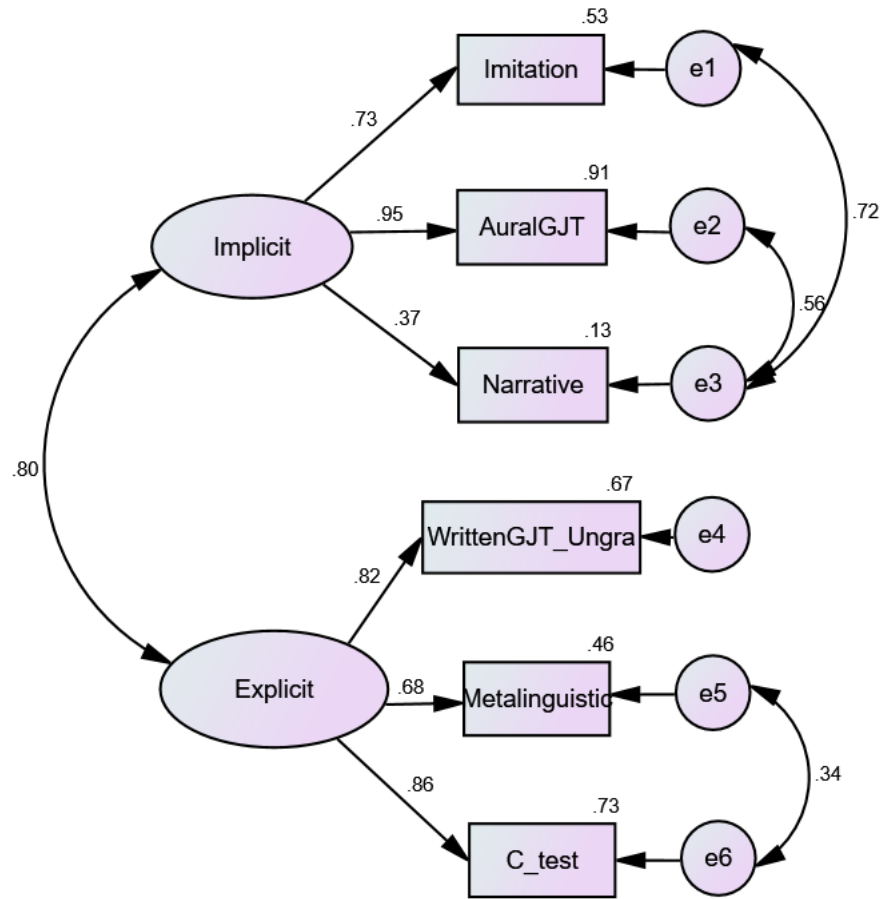 .53
Imitation
e1
.73
.91
.95
AuralGJT
e2
.72
Implicit
.56
.37
.13
Narrative
e3
.80
.67
WrittenGJT_Ungra
e4
.82
.46
.68
Metalinguistic
e5
Explicit
.34
.86
.73
C_test
e6